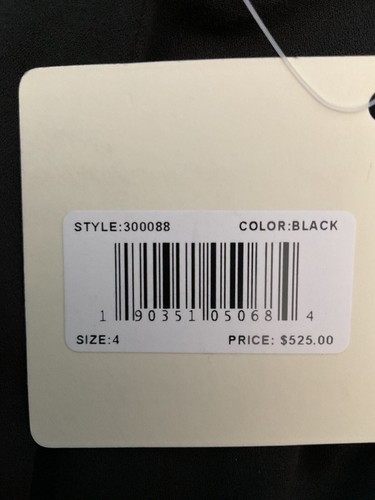 STYLE:300088 COLOR:BLACK
1 90351 05068 4
SIZE:4 PRICE: $525.00